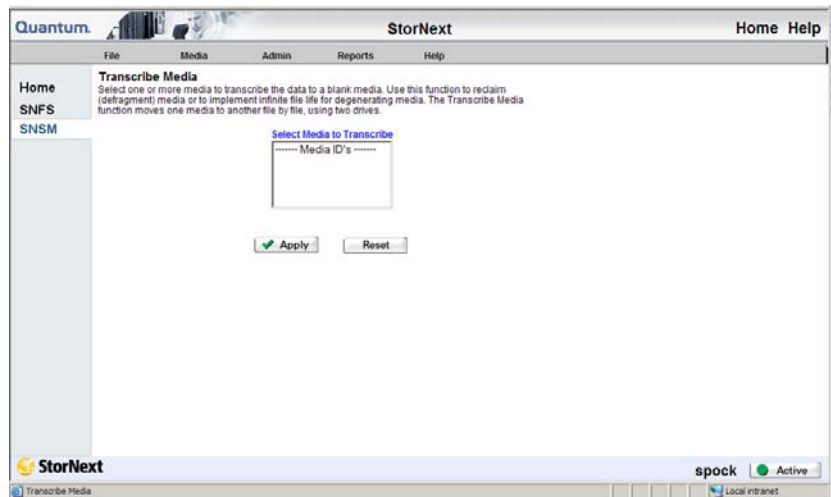 Quantum. StorNext Home Help
File Media Admin Reports Help
Home
SNFS
SNSM
Transcribe Media
Select one or more media to transcribe the data to a blank media. Use this function to reclaim
(defragment) media or to implement infinite file life for degenerating media. The Transcribe Media
function moves one media to another file by file, using two drives.
Select Media to Transcribe
------- Media ID's -------
Apply Reset
StorNext spock Active
Transcribe Media Local intranet